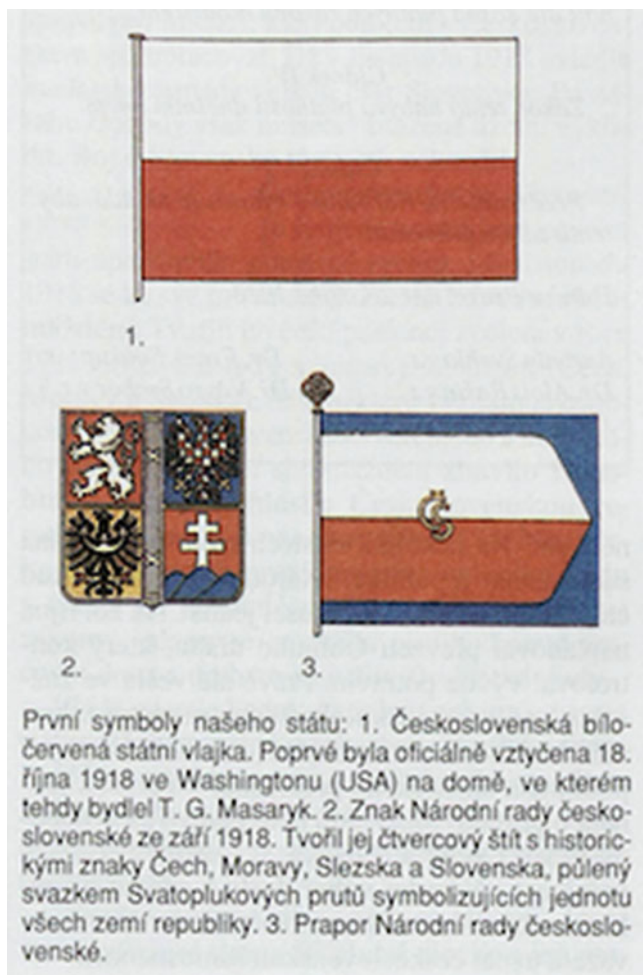 1.
2.
3.
První symboly našeho státu: 1. Československá bílo-
červená státní vlajka. Poprvé byla oficiálně vztyčena 18.
října 1918 ve Washingtonu (USA) na domě, ve kterém
tehdy bydlel T. G. Masaryk. 2. Znak Národní rady česko-
slovenské ze září 1918. Tvořil jej čtvercový štít s historic-
kými znaky Čech, Moravy, Slezska a Slovenska, půlený
svazkem Svatoplukových prutů symbolizujících jednotu
všech zemí republiky. 3. Prapor Národní rady českoslo-
venské.